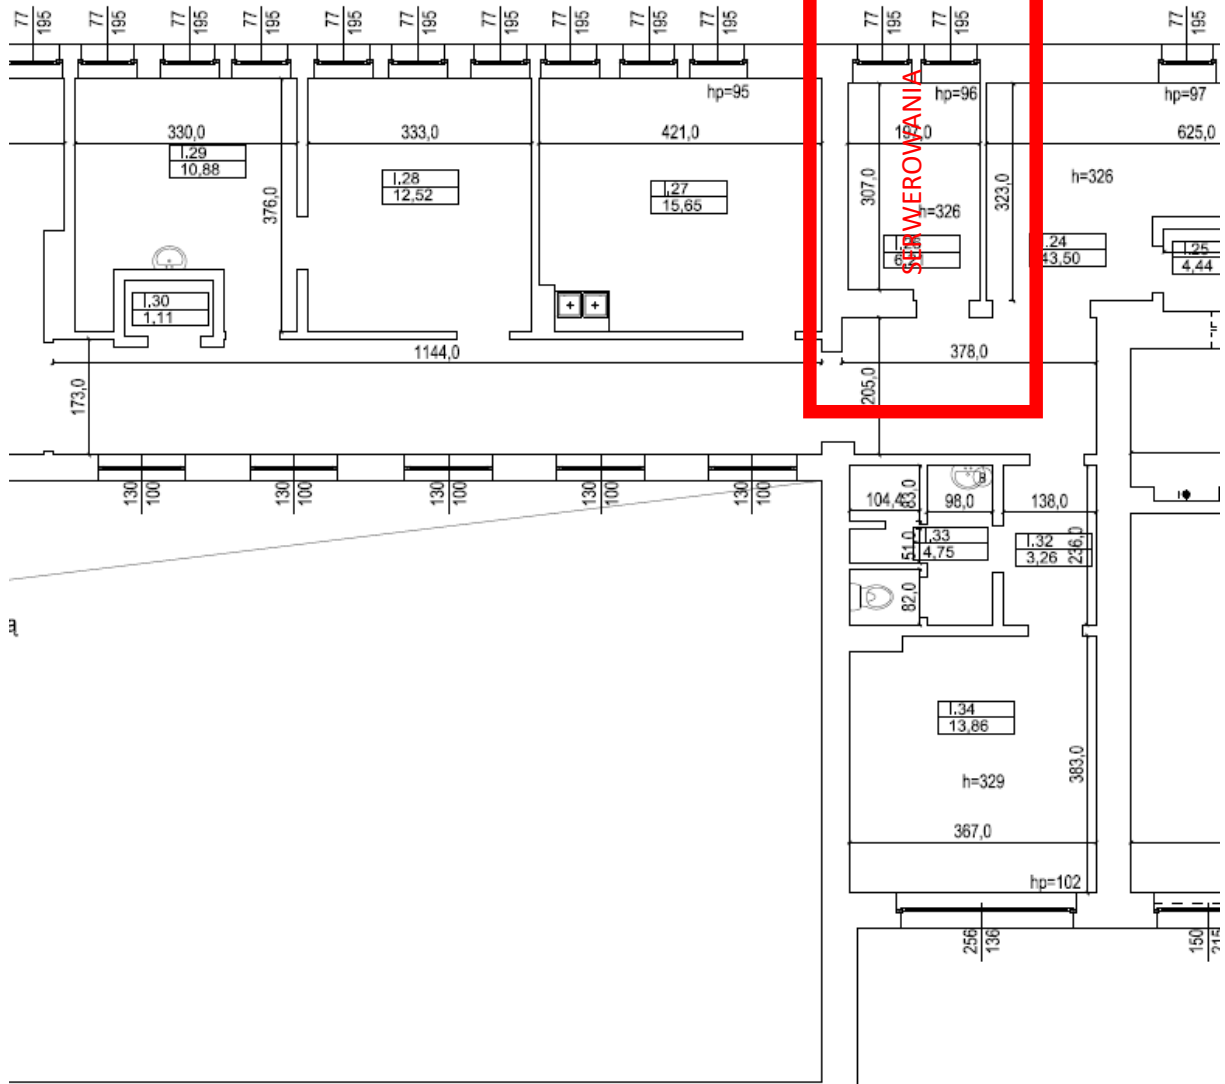 77 195 77 195 77 195 77 195 77 195 77 195 77 195 77 195 77 195 77 195 77 195 77 195 77 195
hp=95 hp=96 hp=97
330,0 333,0 421,0 197,0 625,0
I.29
10,88
I.28
12,52
I.27
15,65
376,0 307,0 323,0
SERWEROWANIA
h=326
h=326
I.24
43,50
I.25
4,44
I.30
1,11
1144,0 378,0
173,0 205,0
130 100 130 100 130 100 130 100 130 100
104,4 98,0 138,0
51,0
I.33
4,75
I.32
3,26
236,0
82,0
ą
I.34
13,86
h=329
383,0
367,0
hp=102
256 136 150 215